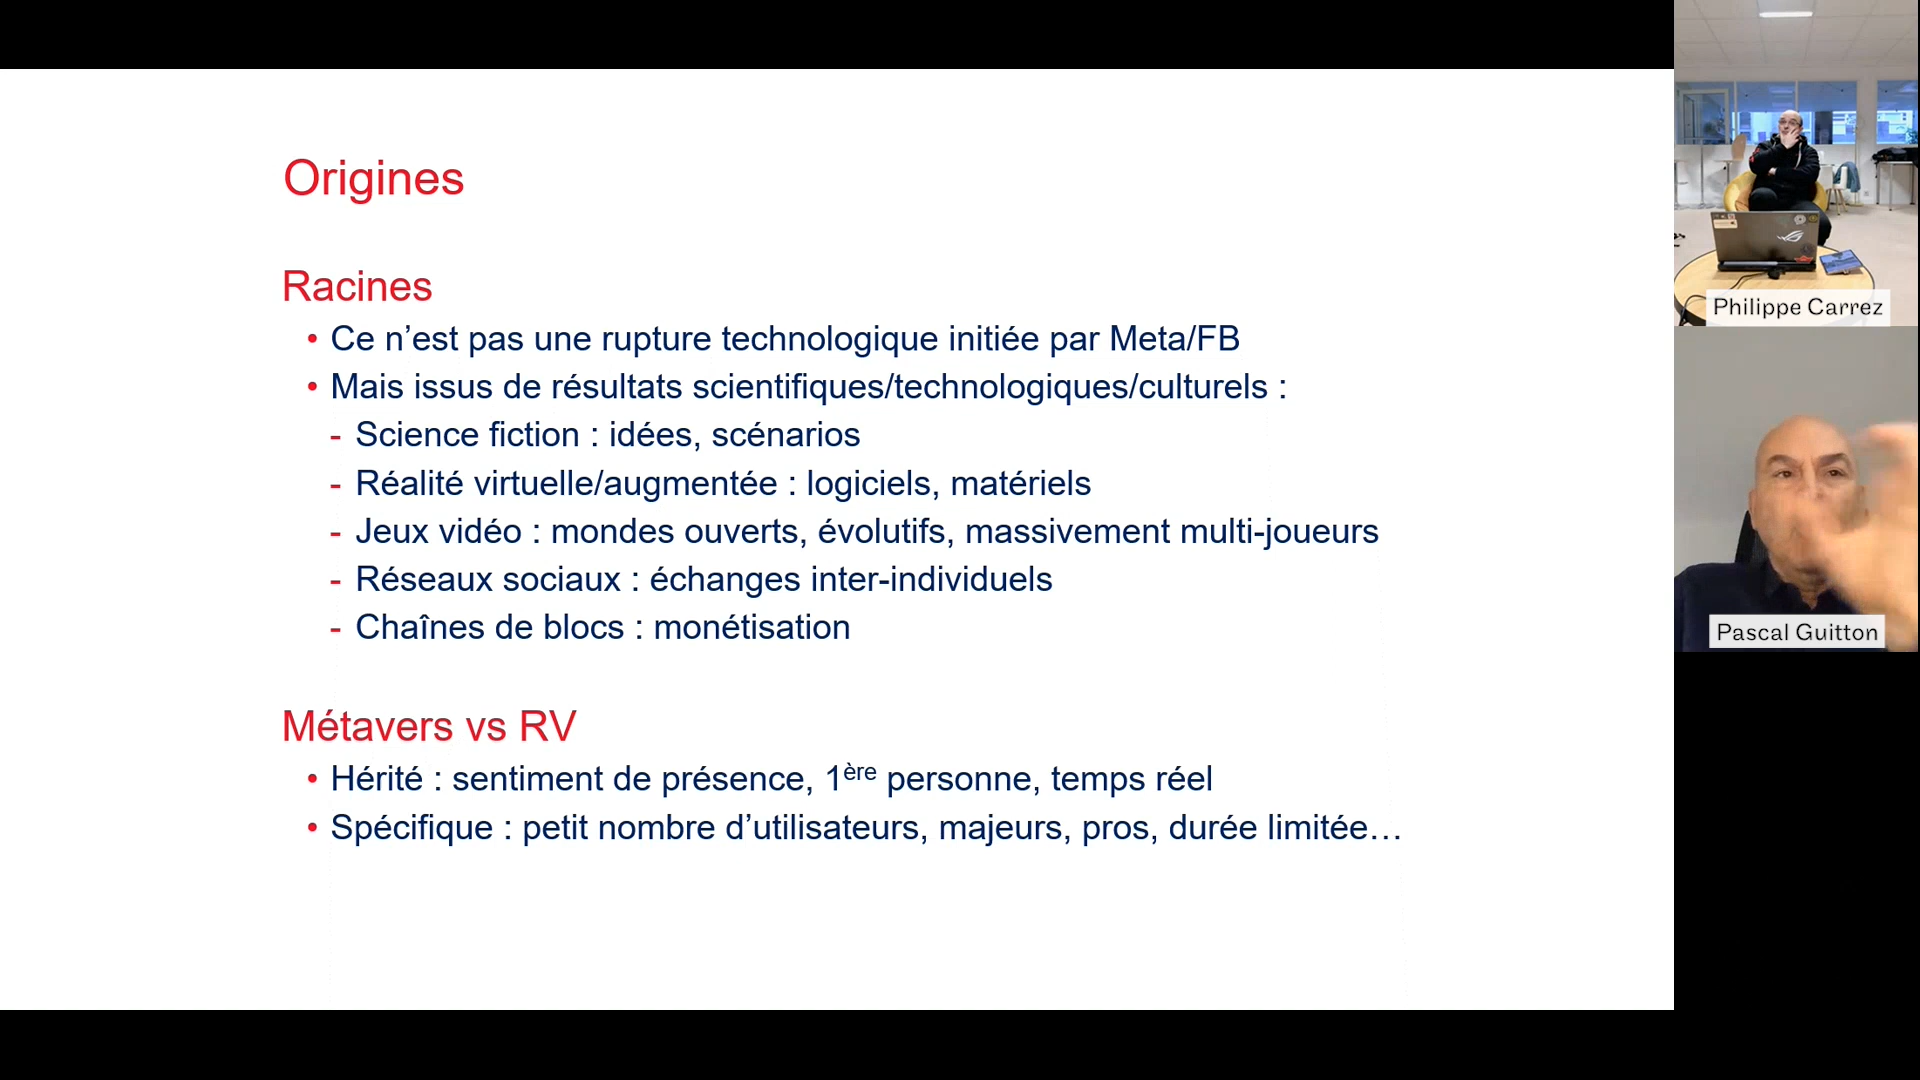 Origines
Racines
• Ce n’est pas une rupture technologique initiée par Meta/FB
• Mais issus de résultats scientifiques/technologiques/culturels :
- Science fiction : idées, scénarios
- Réalité virtuelle/augmentée : logiciels, matériels
- Jeux vidéo : mondes ouverts, évolutifs, massivement multi-joueurs
- Réseaux sociaux : échanges inter-individuels
- Chaînes de blocs : monétisation
Métavers vs RV
• Hérité : sentiment de présence, 1ère personne, temps réel
• Spécifique : petit nombre d’utilisateurs, majeurs, pros, durée limitée…
Philippe Carrez
Pascal Guitton